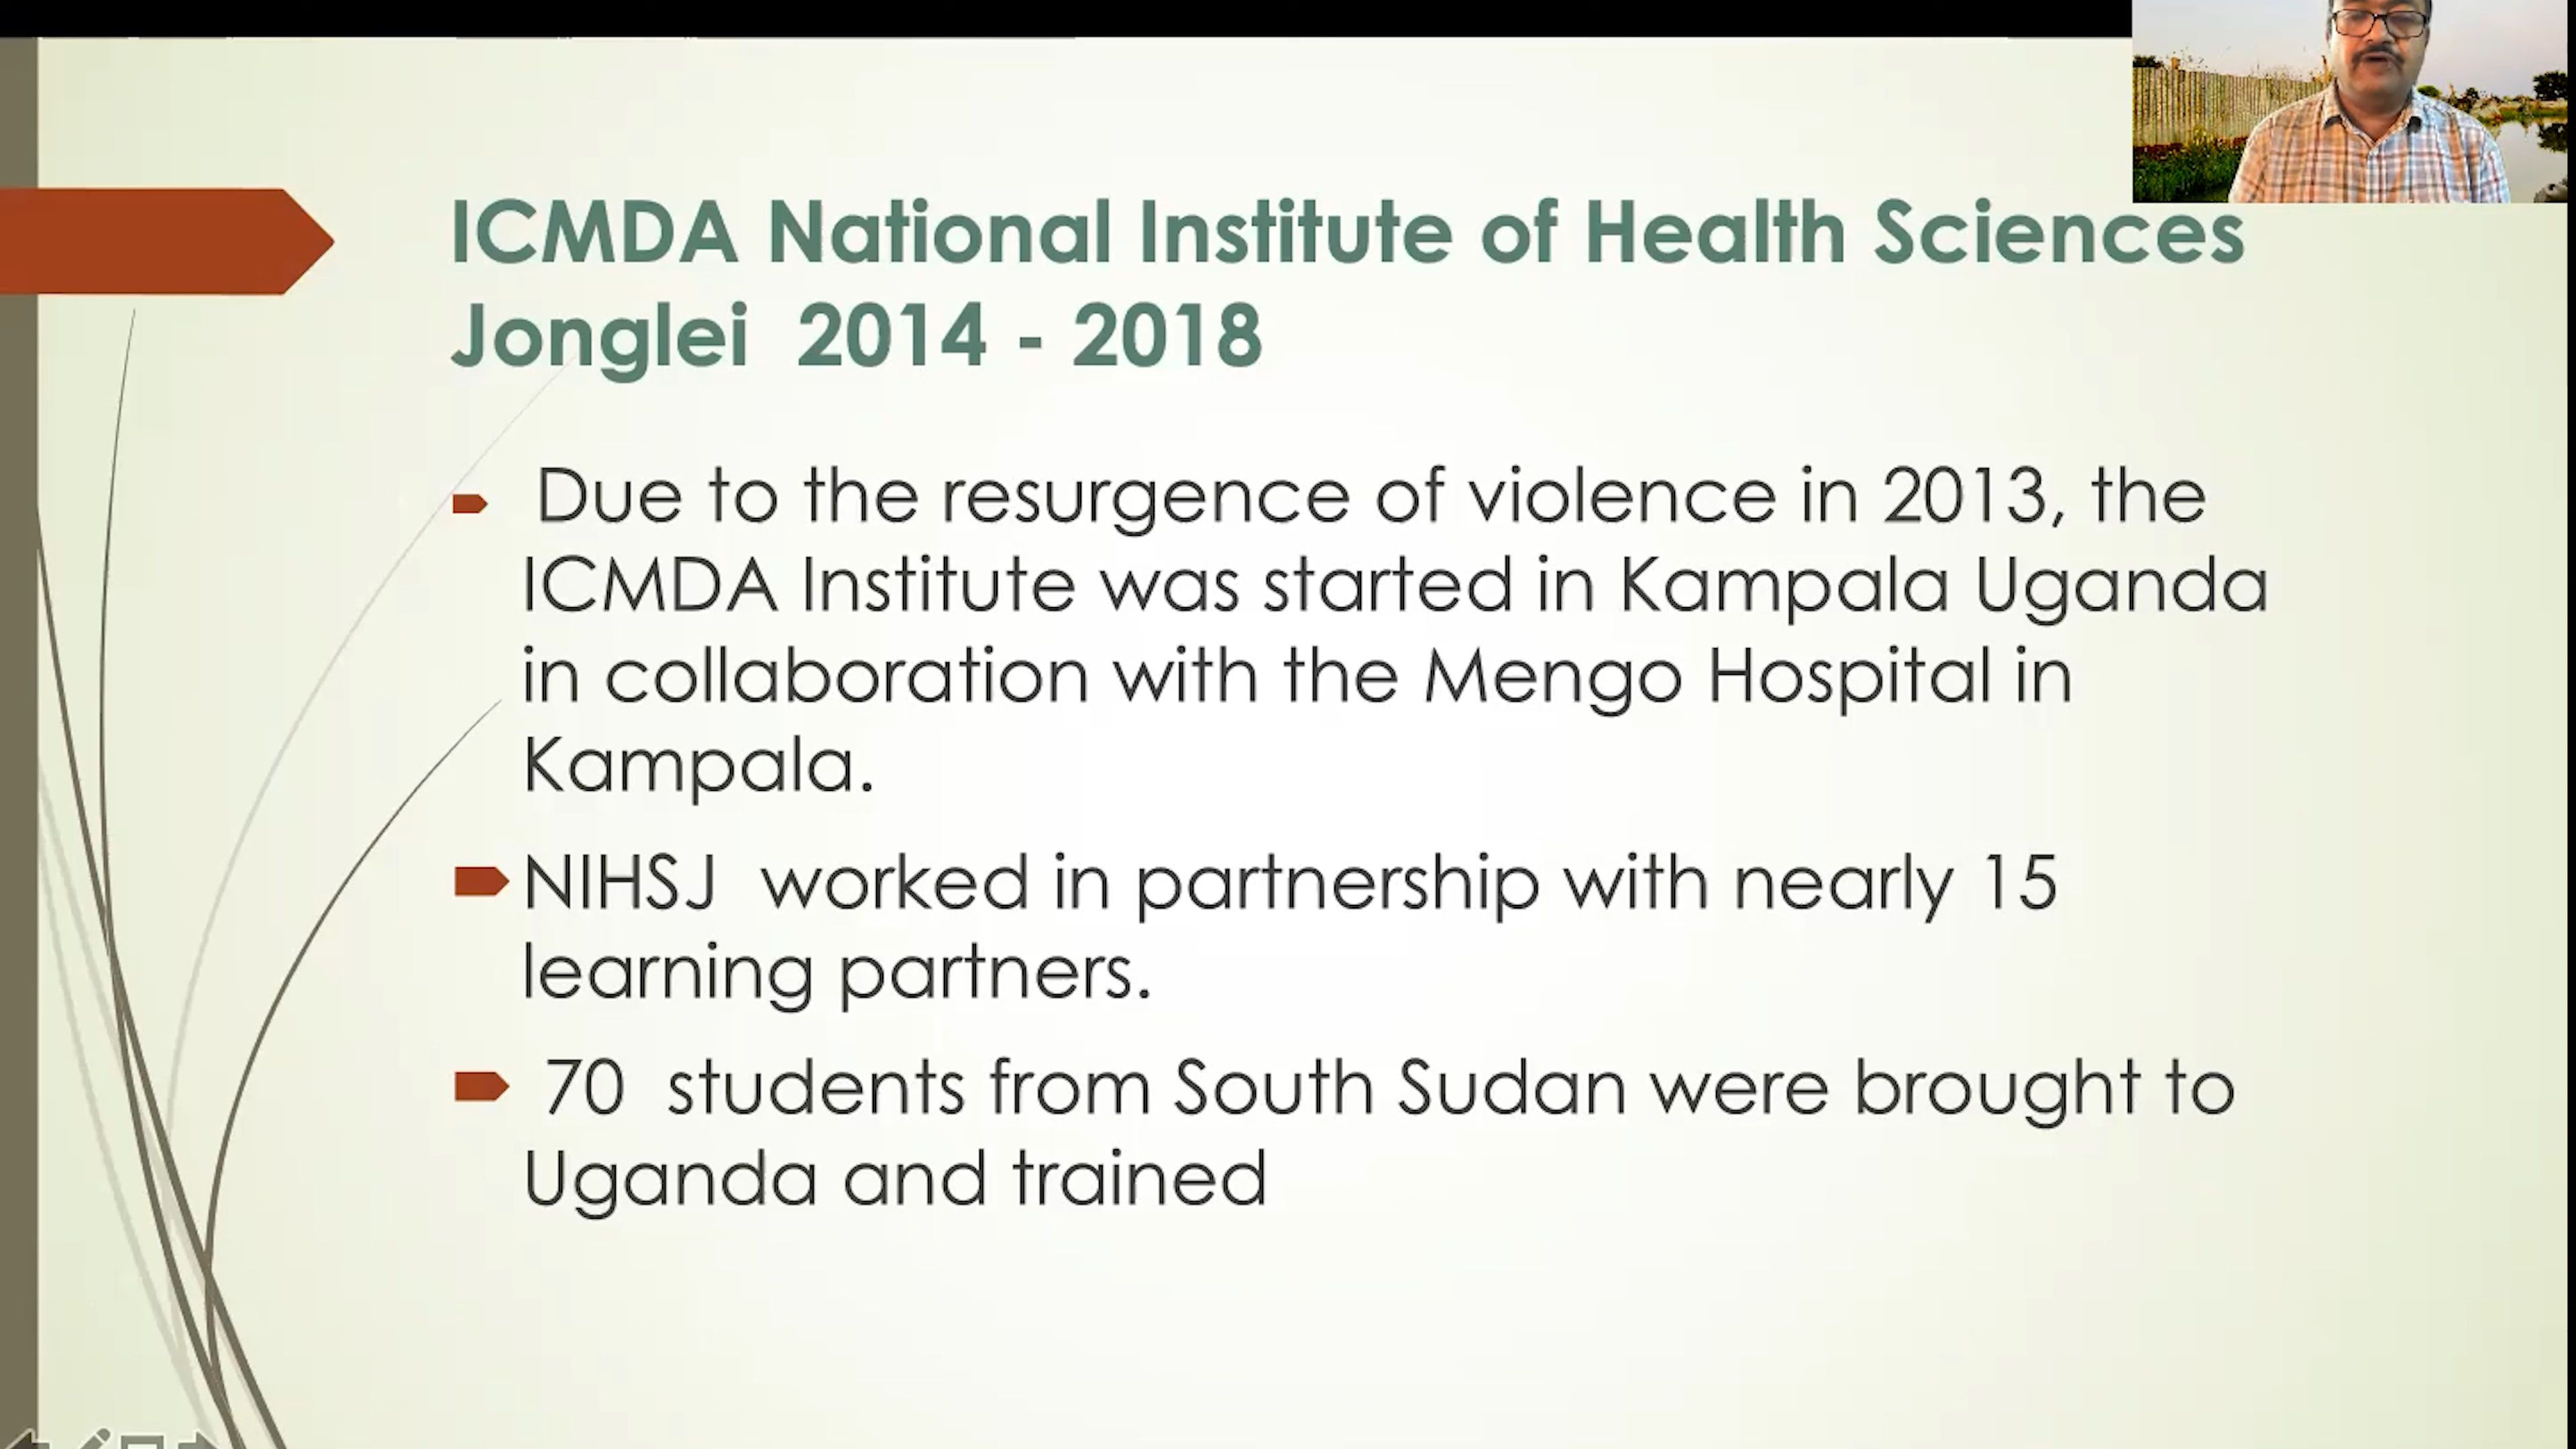 ICMDA National Institute of Health Sciences
Jonglei 2014 - 2018
Due to the resurgence of violence in 2013, the
ICMDA Institute was started in Kampala Uganda
in collaboration with the Mengo Hospital in
Kampala.
NIHSJ worked in partnership with nearly 15
learning partners.
70 students from South Sudan were brought to
Uganda and trained